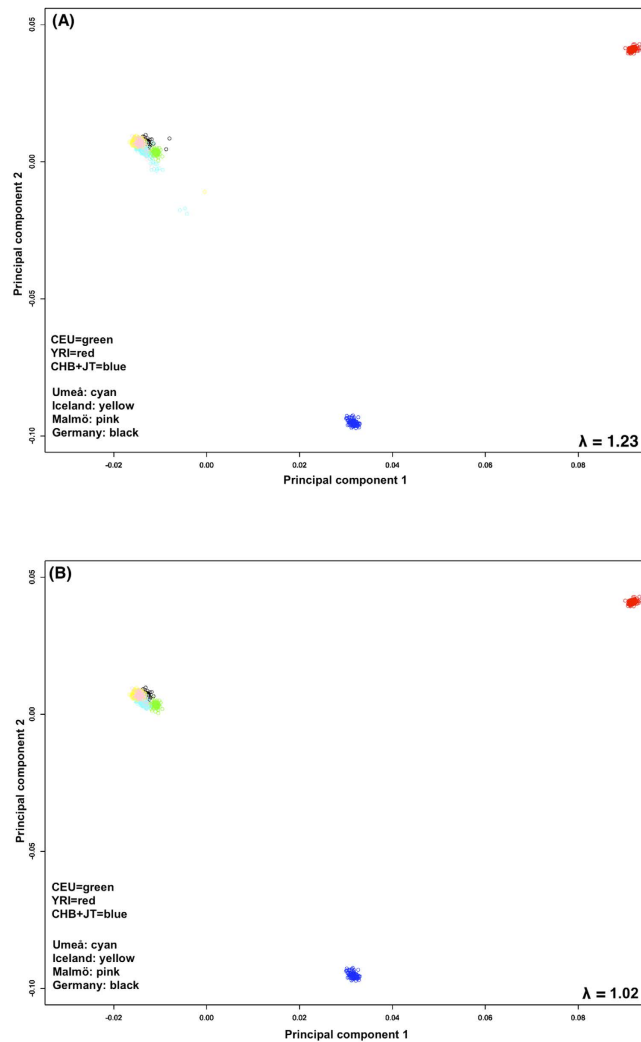 (A)
0.05
0.00
-0.05
-0.10
Principal component 2
CEU=green
YRI=red
CHB+JT=blue
Umeå: cyan
Iceland: yellow
Malmö: pink
Germany: black
λ = 1.23
-0.02
0.00
0.02
0.04
0.06
0.08
Principal component 1
(B)
0.05
0.00
-0.05
-0.10
Principal component 2
CEU=green
YRI=red
CHB+JT=blue
Umeå: cyan
Iceland: yellow
Malmö: pink
Germany: black
λ = 1.02
-0.02
0.00
0.02
0.04
0.06
0.08
Principal component 1